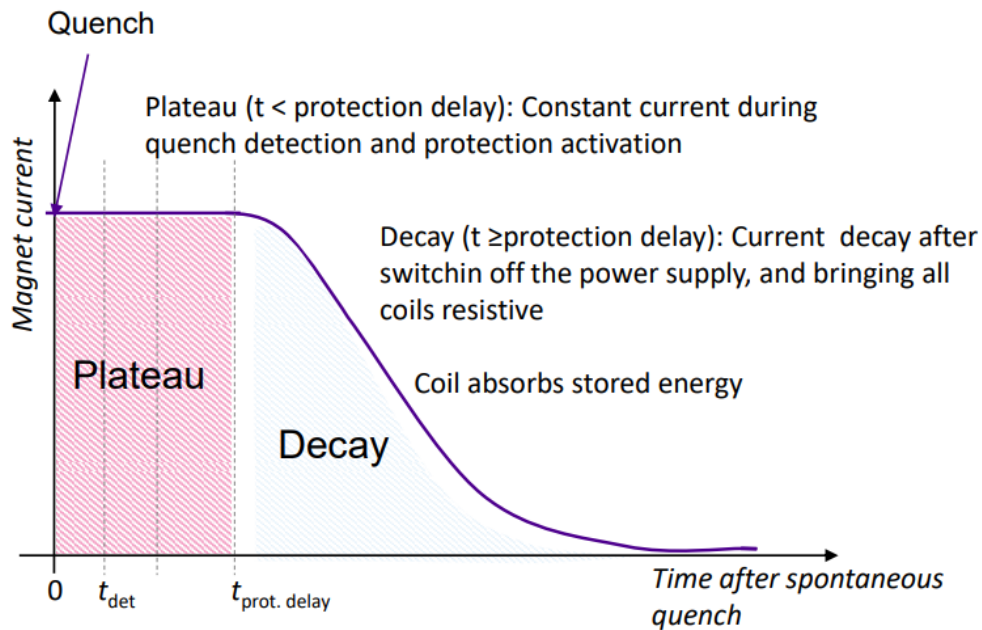 Quench
Plateau (t < protection delay): Constant current during
quench detection and protection activation
Magnet current
Decay (t ≥protection delay): Current  decay after
switchin off the power supply, and bringing all
coils resistive
Plateau
Coil absorbs stored energy
Decay
0
t_det
t_prot. delay
Time after spontaneous
quench